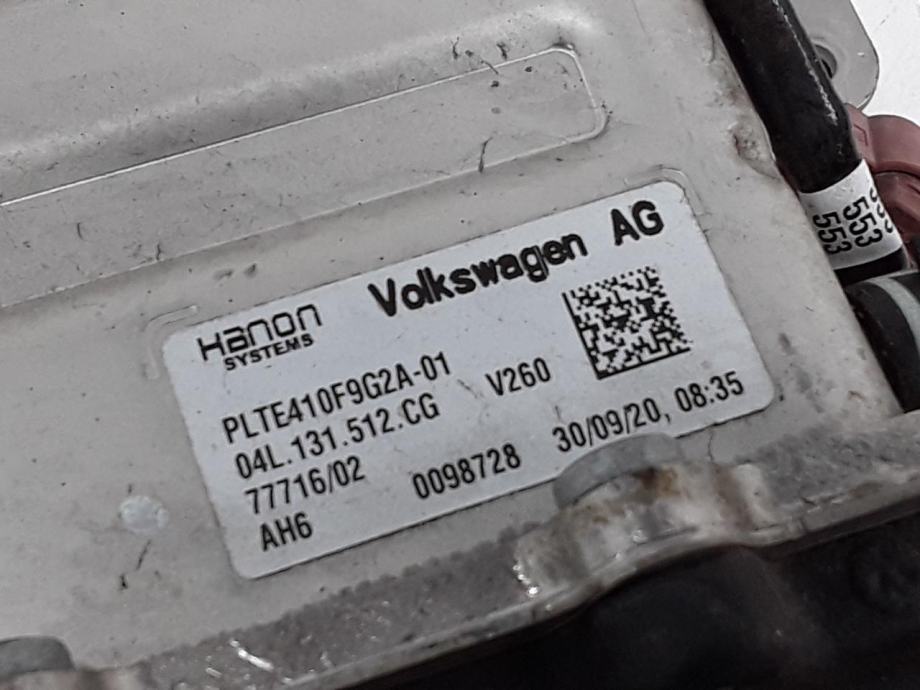 Hanon Volkswagen AG
SYSTEMS
PLTE410F9G2A-01 V260
04L.131.512.CG
77716/02 0098728 30/09/20, 08:35
AH6
553
553
553